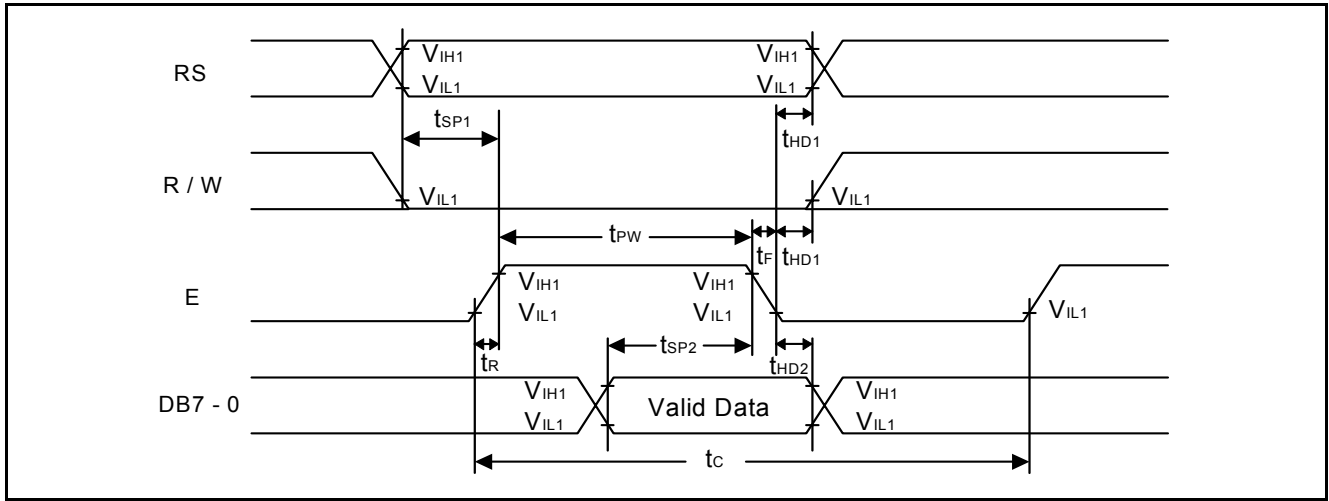 RS
VIH1 VIH1
VIL1 VIL1
tSP1 tHD1
R / W
VIL1 VIL1
tPW tF tHD1
E
VIH1 VIH1
VIL1 VIL1 VIL1
tR tSP2 tHD2
DB7 - 0
VIH1 Valid Data VIH1
VIL1 VIL1
tC